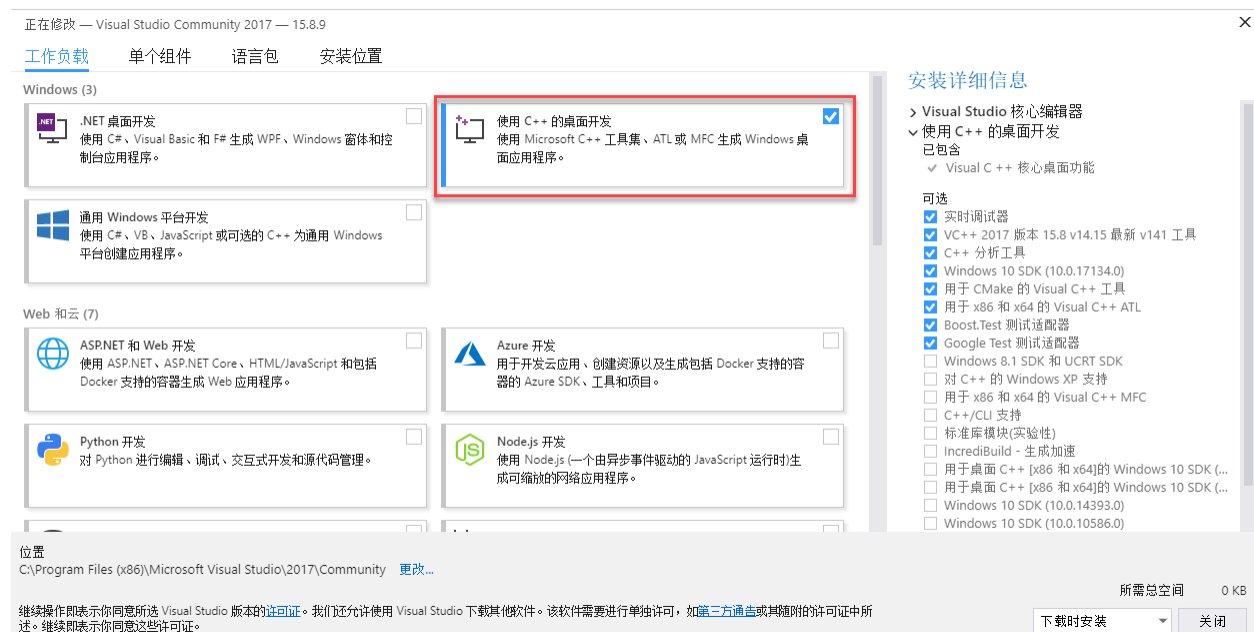 正在修改 — Visual Studio Community 2017 — 15.8.9
工作负载 单个组件 语言包 安装位置
Windows (3)
.NET
.NET 桌面开发
使用 C#、Visual Basic 和 F# 生成 WPF、Windows 窗体和控
制台应用程序。
使用 C++ 的桌面开发
使用 Microsoft C++ 工具集、ATL 或 MFC 生成 Windows 桌
面应用程序。
通用 Windows 平台开发
使用 C#、VB、JavaScript 或可选的 C++ 为通用 Windows
平台创建应用程序。
Web 和云 (7)
ASP.NET 和 Web 开发
使用 ASP.NET、ASP.NET Core、HTML/JavaScript 和包括
Docker 支持的容器生成 Web 应用程序。
Azure 开发
用于开发云应用、创建资源以及生成包括 Docker 支持的容
器的 Azure SDK、工具和项目。
Python 开发
对 Python 进行编辑、调试、交互式开发和源代码管理。
JS
Node.js 开发
使用 Node.js (一个由异步事件驱动的 JavaScript 运行时)生
成可缩放的网络应用程序。
安装详细信息
Visual Studio 核心编辑器
使用 C++ 的桌面开发
已包含
Visual C ++ 核心桌面功能
可选
实时调试器
VC++ 2017 版本 15.8 v14.15 最新 v141 工具
C++ 分析工具
Windows 10 SDK (10.0.17134.0)
用于 CMake 的 Visual C++ 工具
用于 x86 和 x64 的 Visual C++ ATL
Boost.Test 测试适配器
Google Test 测试适配器
Windows 8.1 SDK 和 UCRT SDK
对 C++ 的 Windows XP 支持
用于 x86 和 x64 的 Visual C++ MFC
C++/CLI 支持
标准库模块(实验性)
IncrediBuild - 生成加速
用于桌面 C++ [x86 和 x64]的 Windows 10 SDK (...
用于桌面 C++ [x86 和 x64]的 Windows 10 SDK (...
Windows 10 SDK (10.0.14393.0)
Windows 10 SDK (10.0.10586.0)
位置
C:\Program Files (x86)\Microsoft Visual Studio\2017\Community 更改...
所需总空间 0 KB
继续操作即表示你同意所选 Visual Studio 版本的许可证。我们还允许使用 Visual Studio 下载其他软件。该软件需要进行单独许可，如第三方通告或其随附的许可证中所
述。继续即表示你同意这些许可证。
下载时安装 关闭